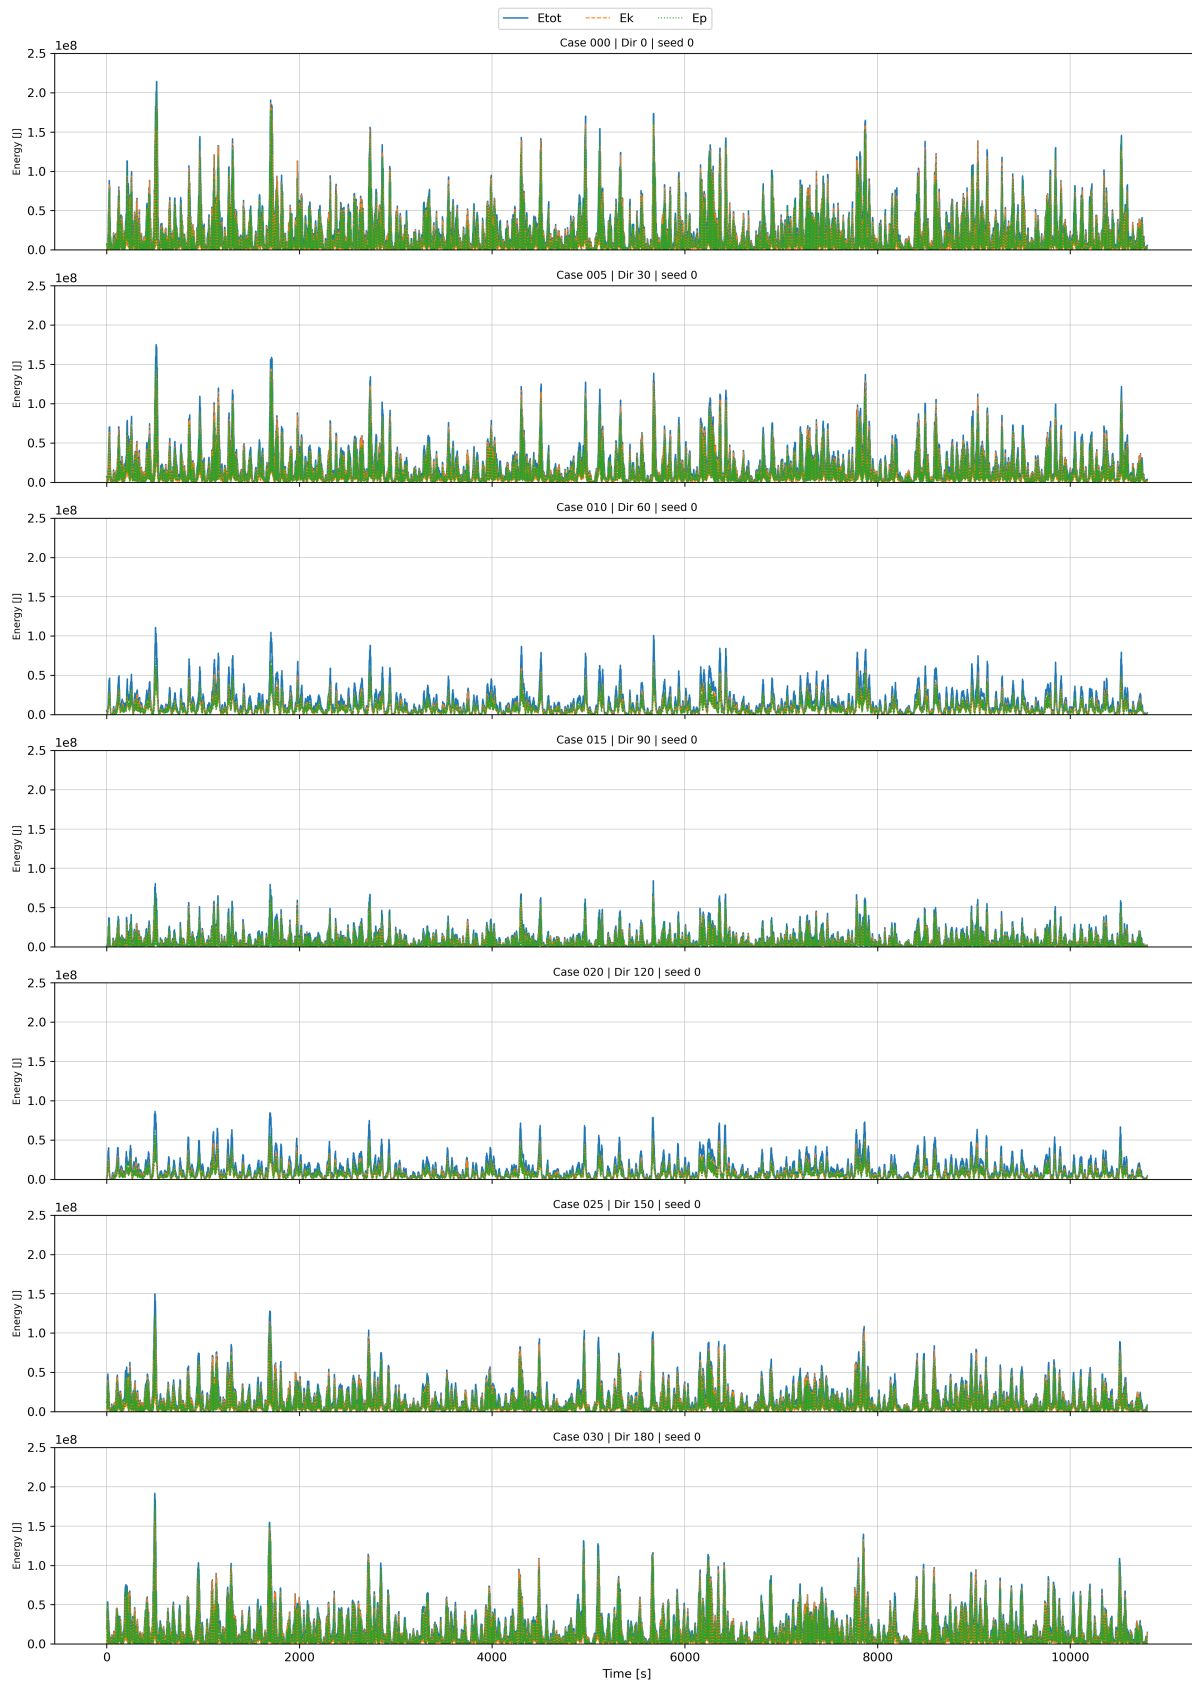 Etot Ek Ep
Case 000 | Dir 0 | seed 0
1e8
2.5
2.0
1.5
1.0
0.5
0.0
Energy [J]
Case 005 | Dir 30 | seed 0
1e8
2.5
2.0
1.5
1.0
0.5
0.0
Energy [J]
Case 010 | Dir 60 | seed 0
1e8
2.5
2.0
1.5
1.0
0.5
0.0
Energy [J]
Case 015 | Dir 90 | seed 0
1e8
2.5
2.0
1.5
1.0
0.5
0.0
Energy [J]
Case 020 | Dir 120 | seed 0
1e8
2.5
2.0
1.5
1.0
0.5
0.0
Energy [J]
Case 025 | Dir 150 | seed 0
1e8
2.5
2.0
1.5
1.0
0.5
0.0
Energy [J]
Case 030 | Dir 180 | seed 0
1e8
2.5
2.0
1.5
1.0
0.5
0.0
Energy [J]
0 2000 4000 6000 8000 10000
Time [s]